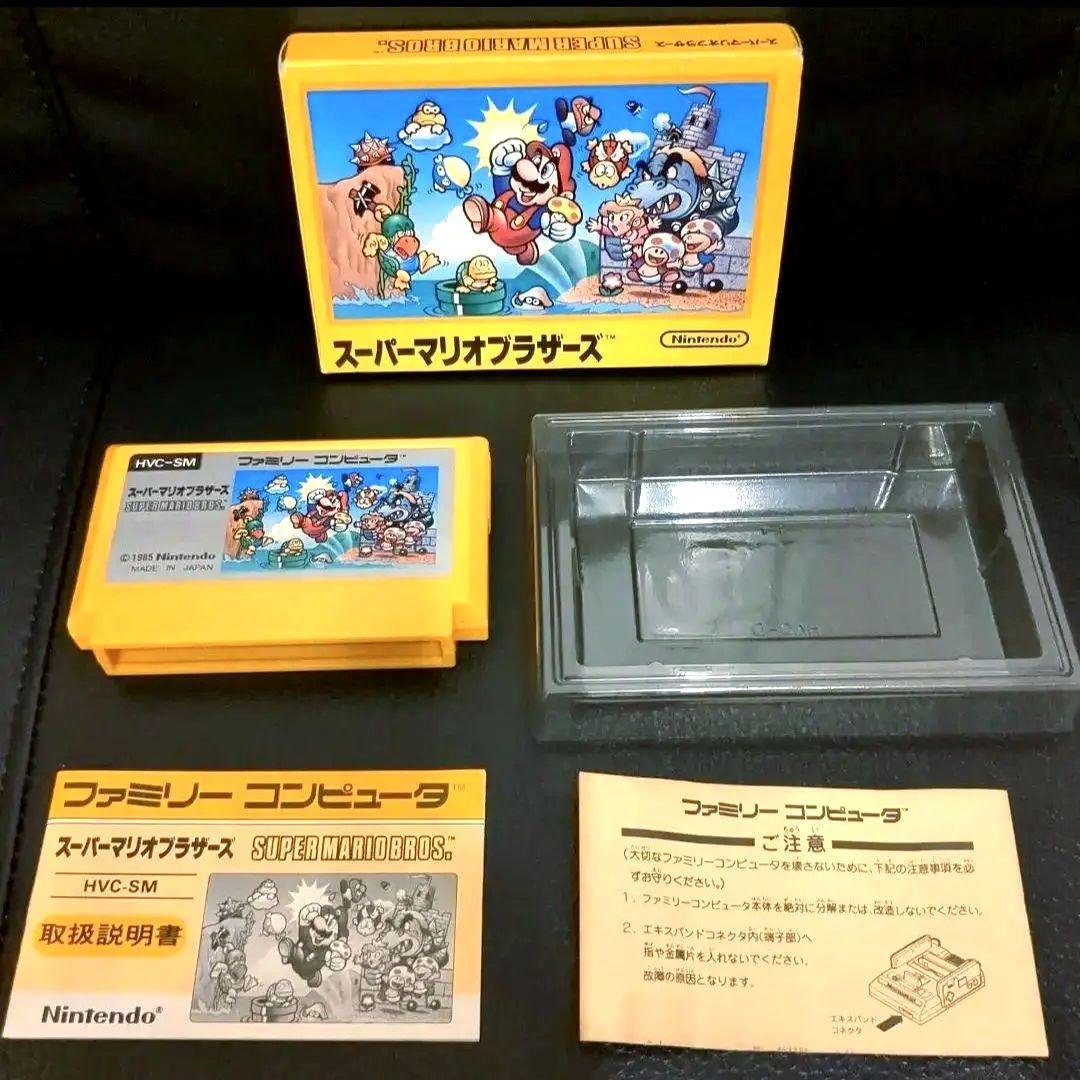 スーパーマリオブラザーズ
SUPER MARIO BROS.™
スーパーマリオブラザーズ™
Nintendo®
HVC-SM
ファミリー コンピュータ™
スーパーマリオブラザーズ
SUPER MARIO BROS.™
©1985 Nintendo
MADE IN JAPAN
HVC-
ファミリー コンピュータ™
スーパーマリオブラザーズ SUPER MARIO BROS.™
HVC-SM
取扱説明書
Nintendo®
ファミリー コンピュータ™
ご注意
(大切なファミリーコンピュータを壊さないために、下記の注意事項を必
ずお守りください。)
1. ファミリーコンピュータ本体を絶対に分解または、改造しないでください。
2. エキスパンドコネクタ内(端子部)へ
指や金属片を入れないでください。
故障の原因となります。
エキスパンド
コネクタ